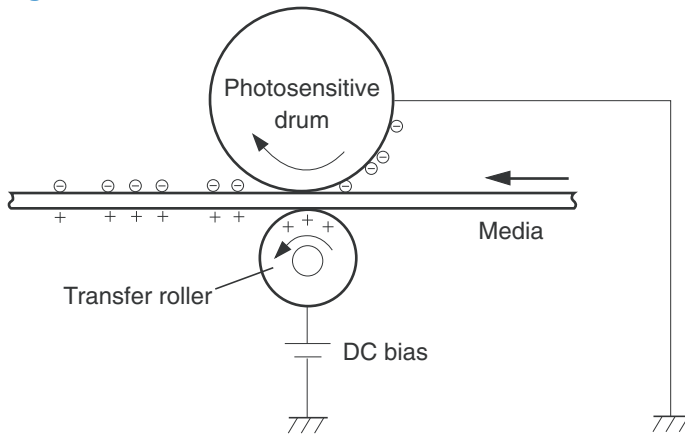 Photosensitive
drum
Media
Transfer roller
DC bias